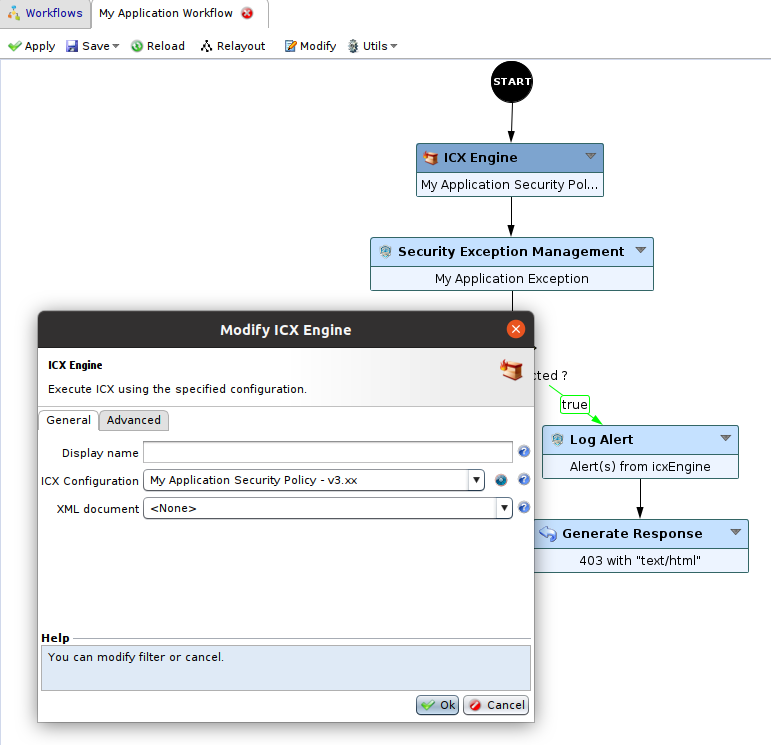 Workflows
My Application Workflow
Apply Save Reload Relayout Modify Utils
START
ICX Engine
My Application Security Pol...
Security Exception Management
My Application Exception
cted ?
true
Log Alert
Alert(s) from icxEngine
Generate Response
403 with "text/html"
Modify ICX Engine
ICX Engine
Execute ICX using the specified configuration.
General Advanced
Display name
ICX Configuration My Application Security Policy - v3.xx
XML document <None>
Help
You can modify filter or cancel.
Ok Cancel